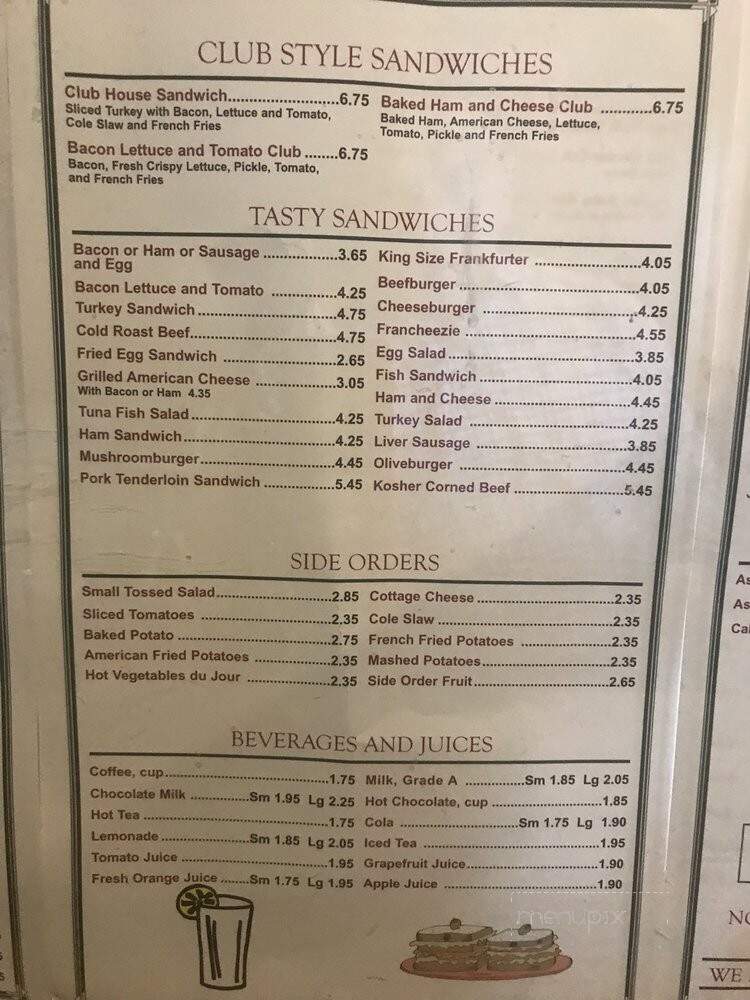 CLUB STYLE SANDWICHES
Club House Sandwich............................6.75
Sliced Turkey with Bacon, Lettuce and Tomato,
Cole Slaw and French Fries
Bacon Lettuce and Tomato Club ........6.75
Bacon, Fresh Crispy Lettuce, Pickle, Tomato,
and French Fries
Baked Ham and Cheese Club ............6.75
Baked Ham, American Cheese, Lettuce,
Tomato, Pickle and French Fries
TASTY SANDWICHES
Bacon or Ham or Sausage ..................3.65
and Egg
Bacon Lettuce and Tomato ................4.25
Turkey Sandwich..................................4.75
Cold Roast Beef....................................4.75
Fried Egg Sandwich ............................2.65
Grilled American Cheese ....................3.05
With Bacon or Ham 4.35
Tuna Fish Salad....................................4.25
Ham Sandwich......................................4.25
Mushroomburger..................................4.45
Pork Tenderloin Sandwich ..................5.45
King Size Frankfurter ..........................4.05
Beefburger............................................4.05
Cheeseburger ......................................4.25
Francheezie ..........................................4.55
Egg Salad..............................................3.85
Fish Sandwich......................................4.05
Ham and Cheese..................................4.45
Turkey Salad ........................................4.25
Liver Sausage ......................................3.85
Oliveburger ..........................................4.45
Kosher Corned Beef............................5.45
SIDE ORDERS
Small Tossed Salad............................2.85
Sliced Tomatoes ................................2.35
Baked Potato ......................................2.75
American Fried Potatoes ..................2.35
Hot Vegetables du Jour ....................2.35
Cottage Cheese..................................2.35
Cole Slaw............................................2.35
French Fried Potatoes ......................2.35
Mashed Potatoes................................2.35
Side Order Fruit..................................2.65
BEVERAGES AND JUICES
Coffee, cup..........................................1.75
Chocolate Milk ..............Sm 1.95 Lg 2.25
Hot Tea ................................................1.75
Lemonade......................Sm 1.85 Lg 2.05
Tomato Juice ......................................1.95
Fresh Orange Juice .......Sm 1.75 Lg 1.95
Milk, Grade A ..............Sm 1.85 Lg 2.05
Hot Chocolate, cup ............................1.85
Cola ..............................Sm 1.75 Lg 1.90
Iced Tea ..............................................1.95
Grapefruit Juice..................................1.90
Apple Juice ........................................1.90
menupix
As
As
Ca
NO
WE